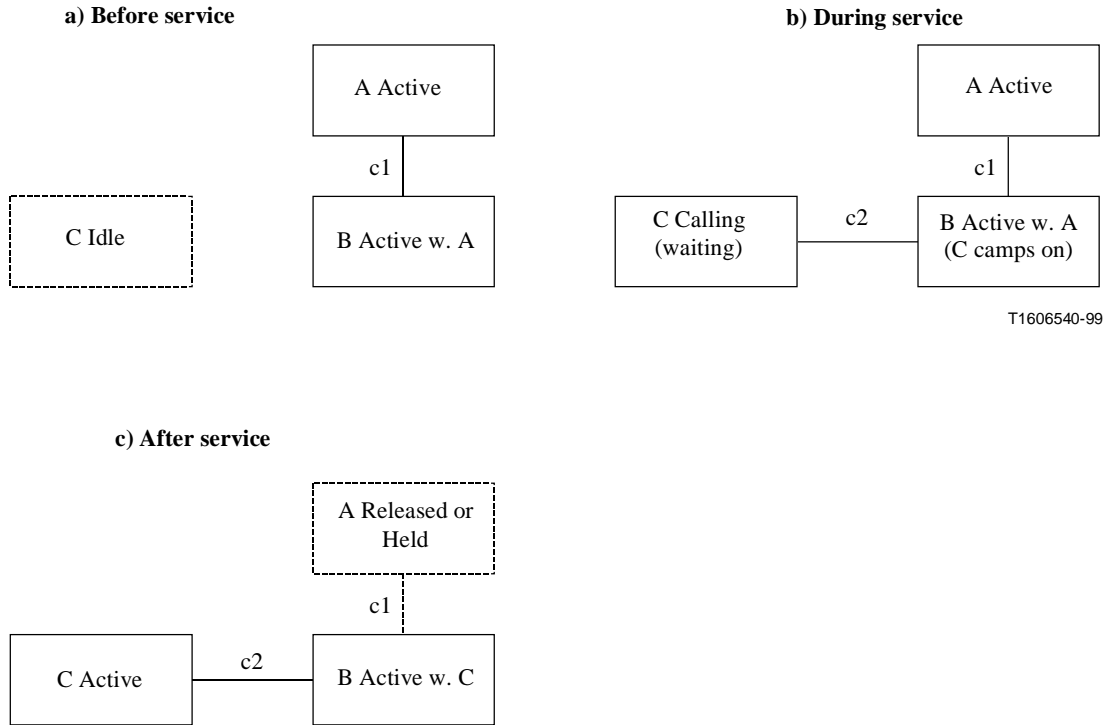 a) Before service
A Active
c1
C Idle
B Active w. A
b) During service
A Active
c1
C Calling
(waiting)
c2
B Active w. A
(C camps on)
T1606540-99
c) After service
A Released or
Held
c1
C Active
c2
B Active w. C